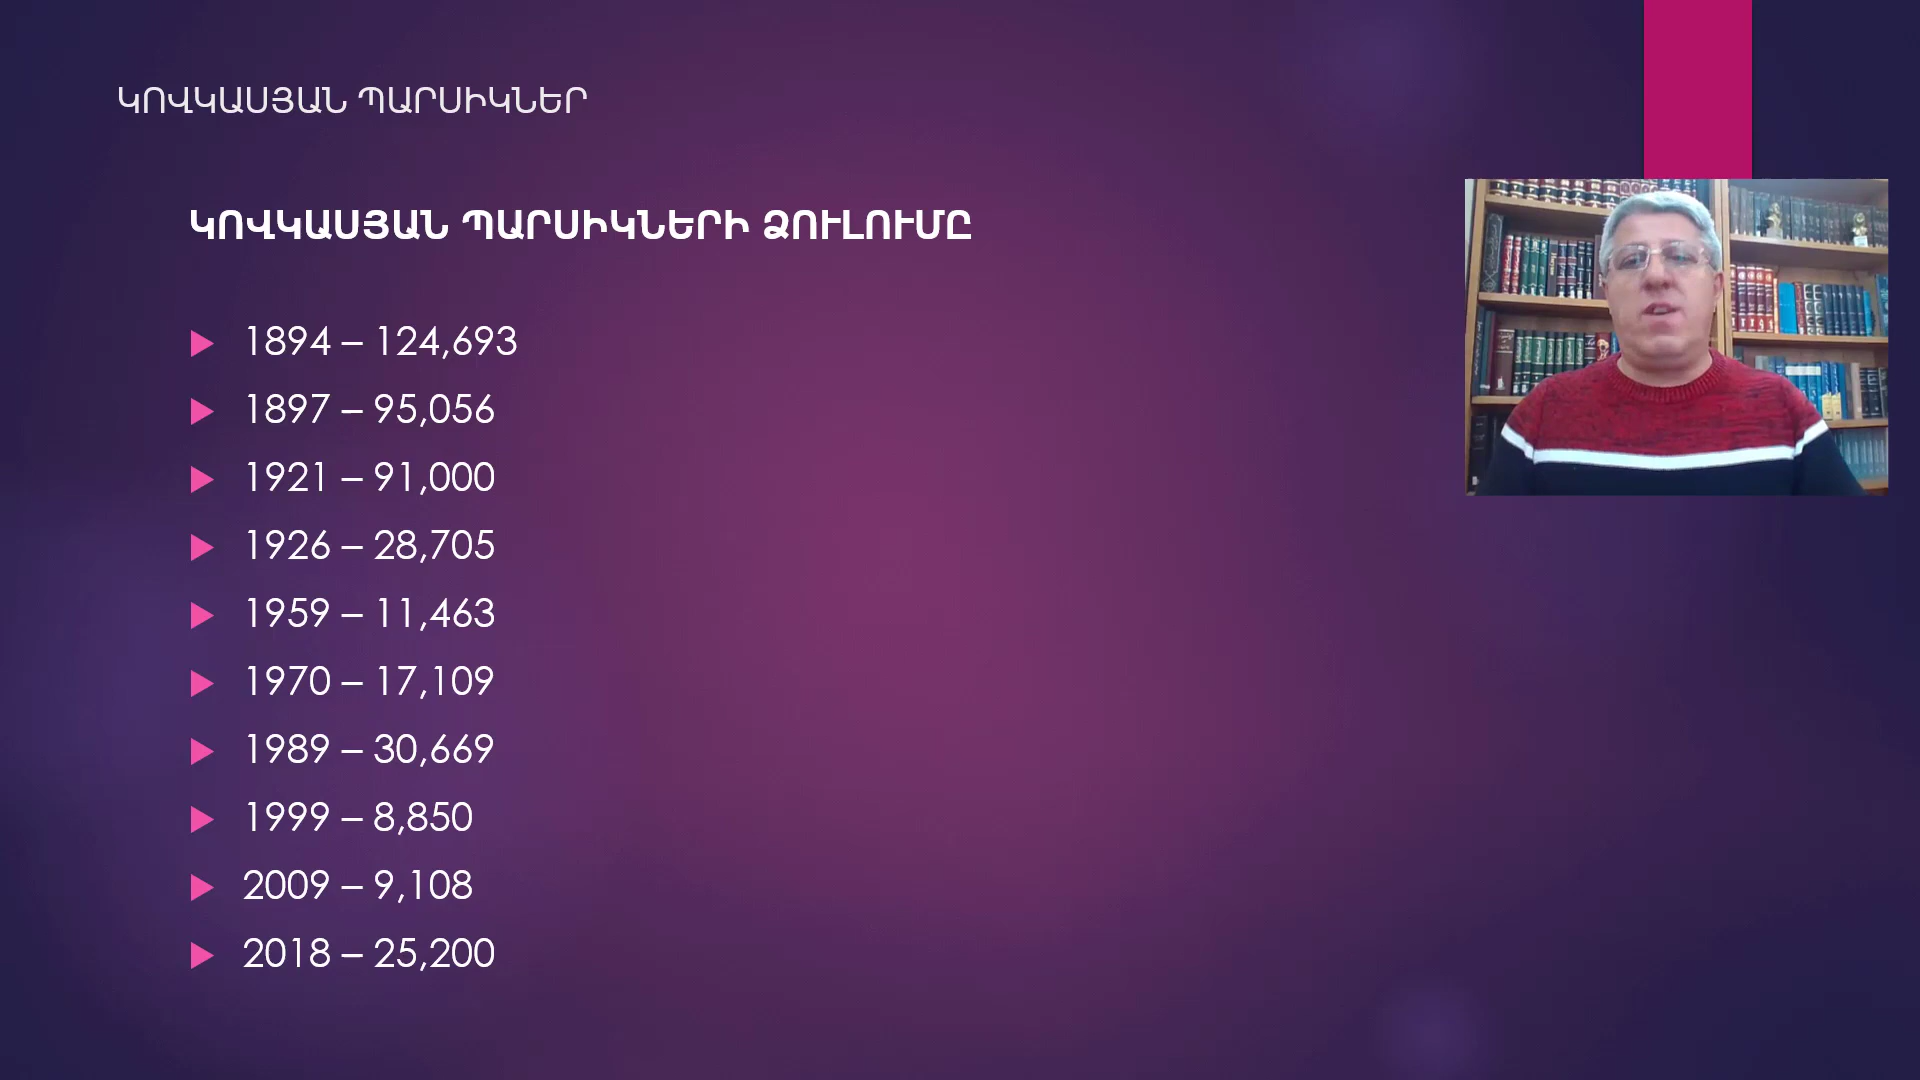 ԿՈՎԿԱՍՅԱՆ ՊԱՐՍԻԿՆԵՐ
ԿՈՎԿԱՍՅԱՆ ՊԱՐՍԻԿՆԵՐԻ ՁՈՒԼՈՒՄԸ
1894 – 124,693
1897 – 95,056
1921 – 91,000
1926 – 28,705
1959 – 11,463
1970 – 17,109
1989 – 30,669
1999 – 8,850
2009 – 9,108
2018 – 25,200